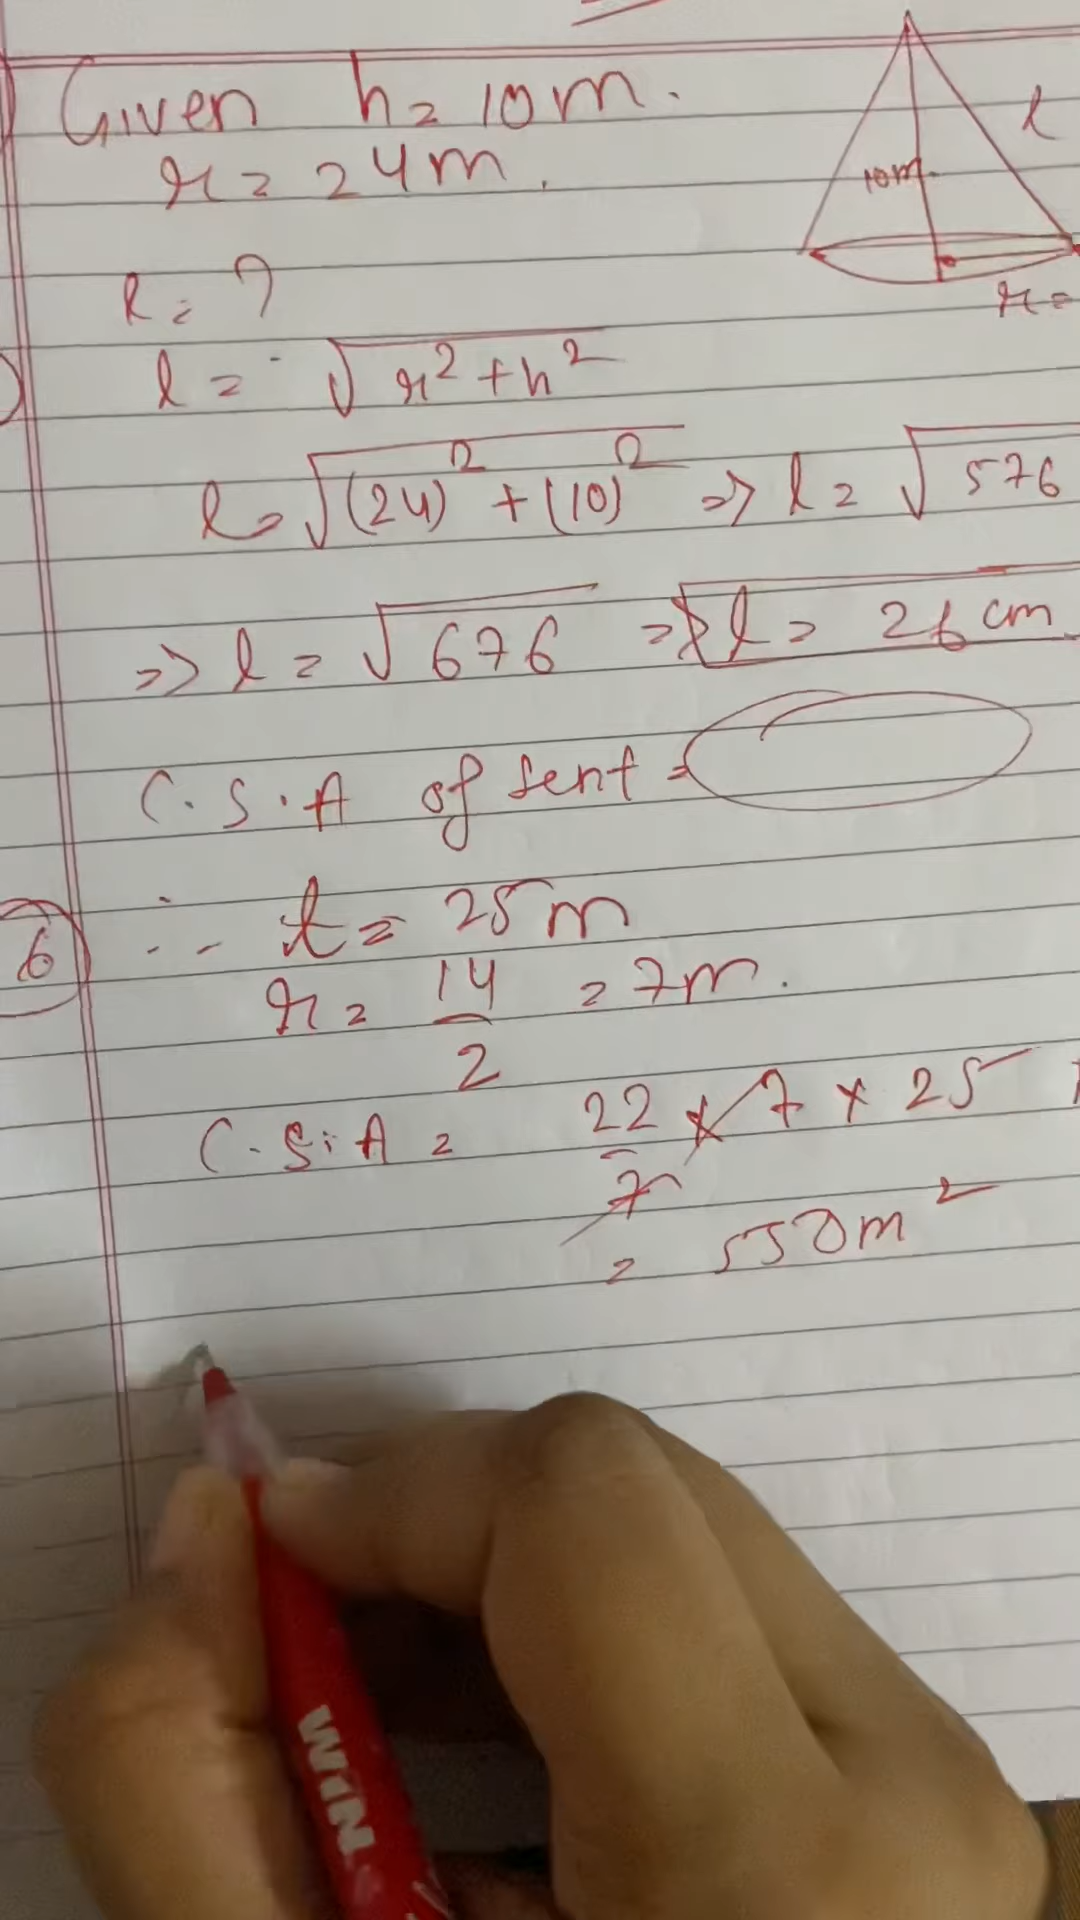 Given h = 10m.
r = 24m.
l
10m
r =
l = ?
l = √r² + h²
l = √(24)² + (10)² => l = √576
=> l = √676 => l = 26 cm
C.S.A of tent =
6
∴ l = 25m
r = 14/2 = 7m.
C.S.A = 22/7 × 7 × 25
= 550m²
WIN